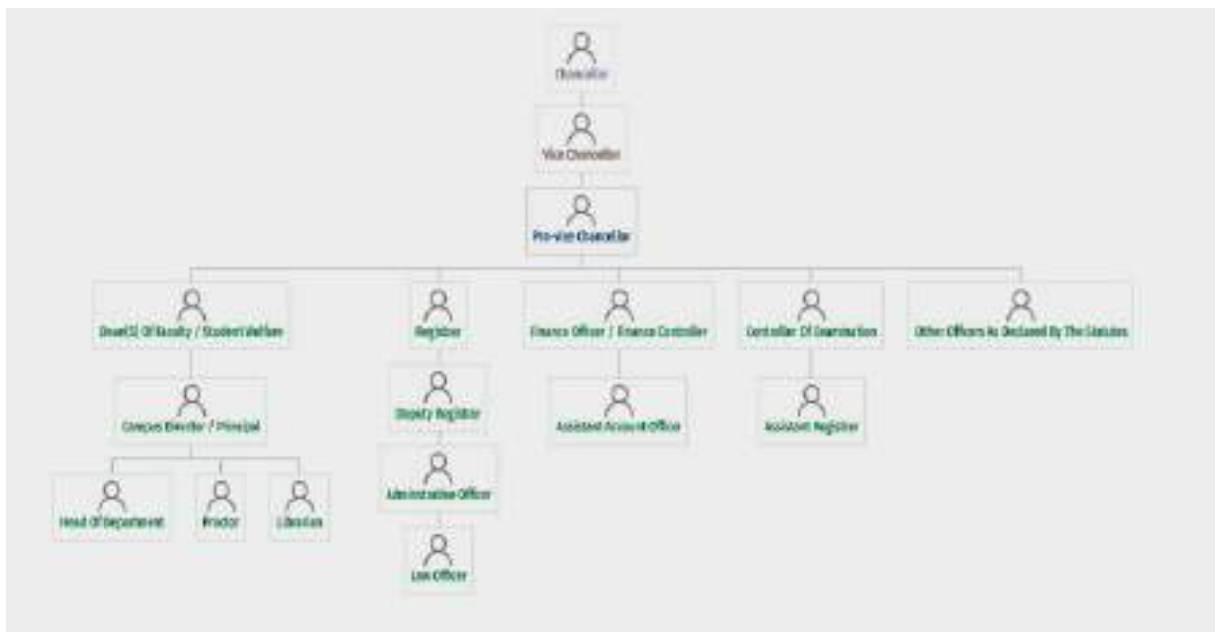 Chancellor
Vice Chancellor
Pro-vice Chancellor
Dean(S) Of Faculty / Student Welfare
Registrar
Finance Officer / Finance Controller
Controller Of Examination
Other Officers As Declared By The Statutes
Campus Director / Principal
Deputy Registrar
Assistant Account Officer
Assistant Registrar
Administrative Officer
Head Of Department
Proctor
Librarian
Law Officer